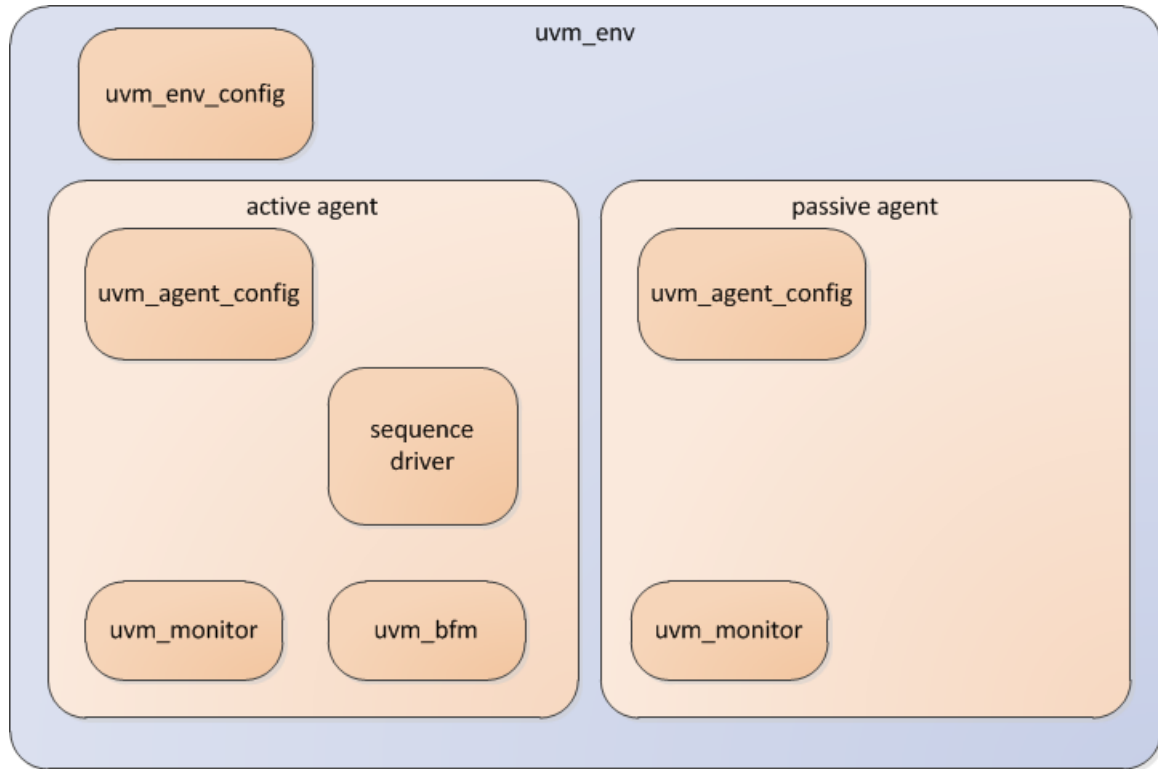 uvm_env
uvm_env_config
active agent
uvm_agent_config
sequence
driver
uvm_monitor
uvm_bfm
passive agent
uvm_agent_config
uvm_monitor